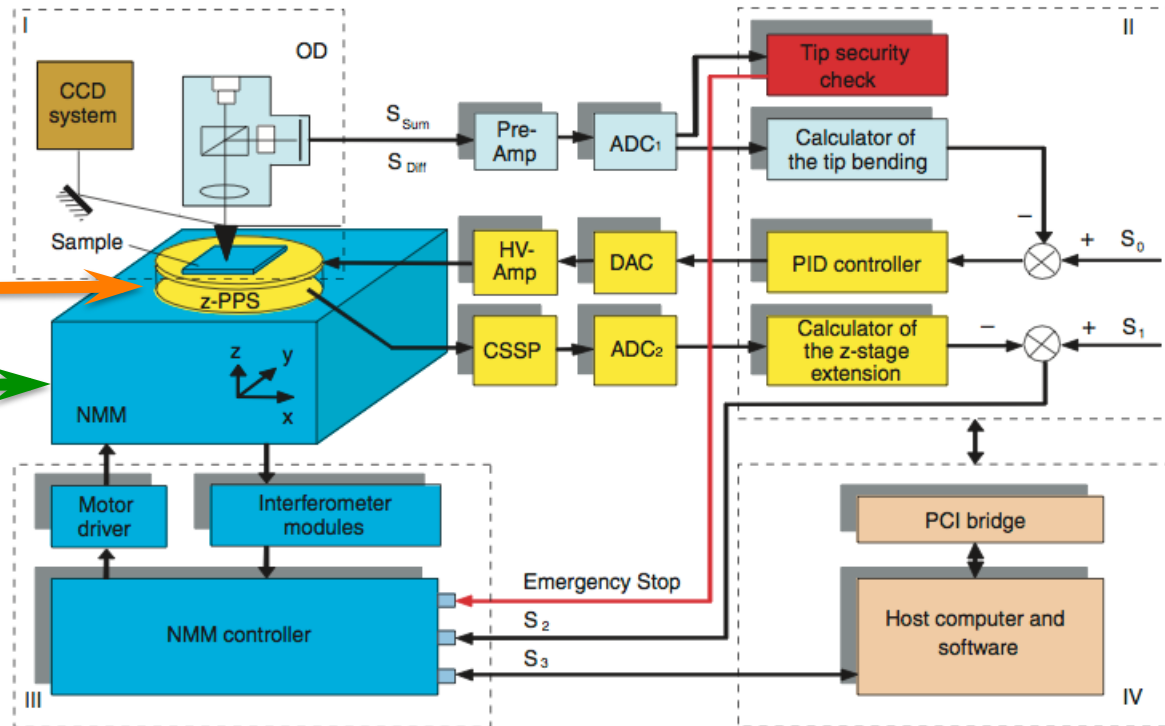 I
OD
II
CCD
system
Tip security
check
S Sum
S Diff
Pre-
Amp
ADC1
Calculator of
the tip bending
Sample
HV-
Amp
DAC
PID controller
−
+
S0
z-PPS
CSSP
ADC2
Calculator of
the z-stage
extension
−
+
S1
z
y
x
NMM
Motor
driver
Interferometer
modules
PCI bridge
Emergency Stop
NMM controller
S2
Host computer and
software
S3
III
IV